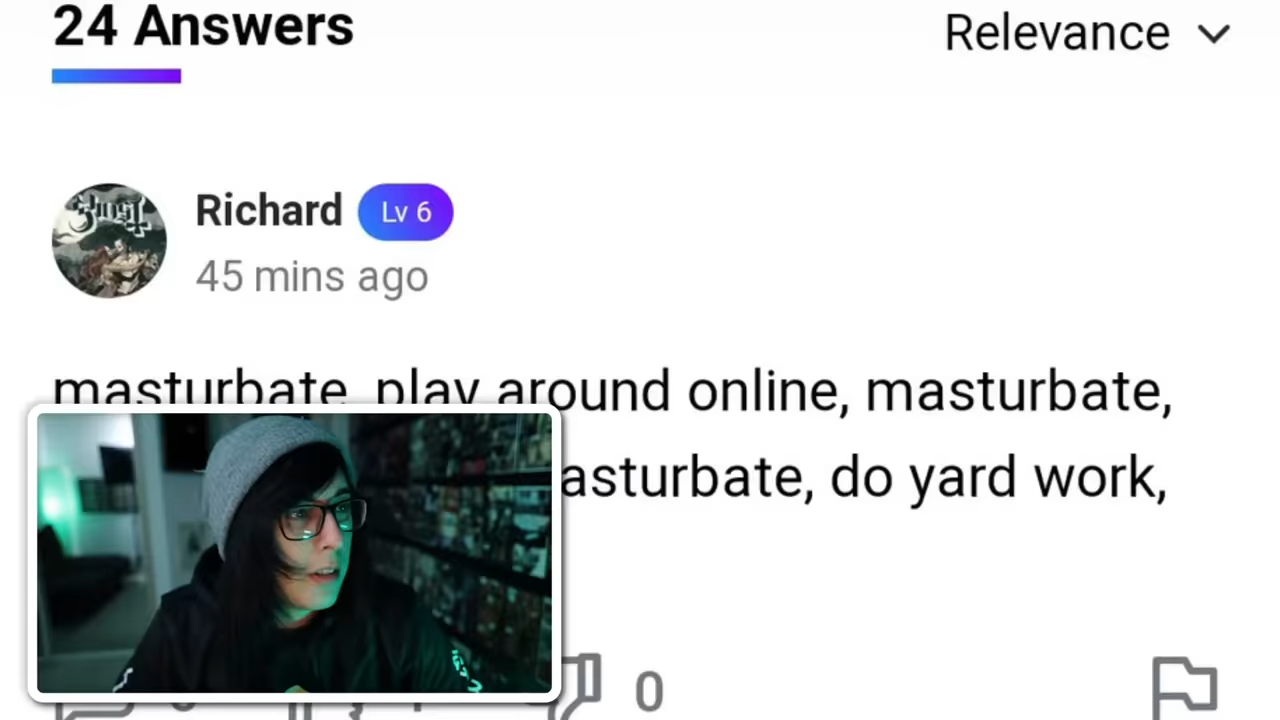 24 Answers
Relevance
Richard Lv 6
45 mins ago
masturbate, play around online, masturbate,
asturbate, do yard work,
0